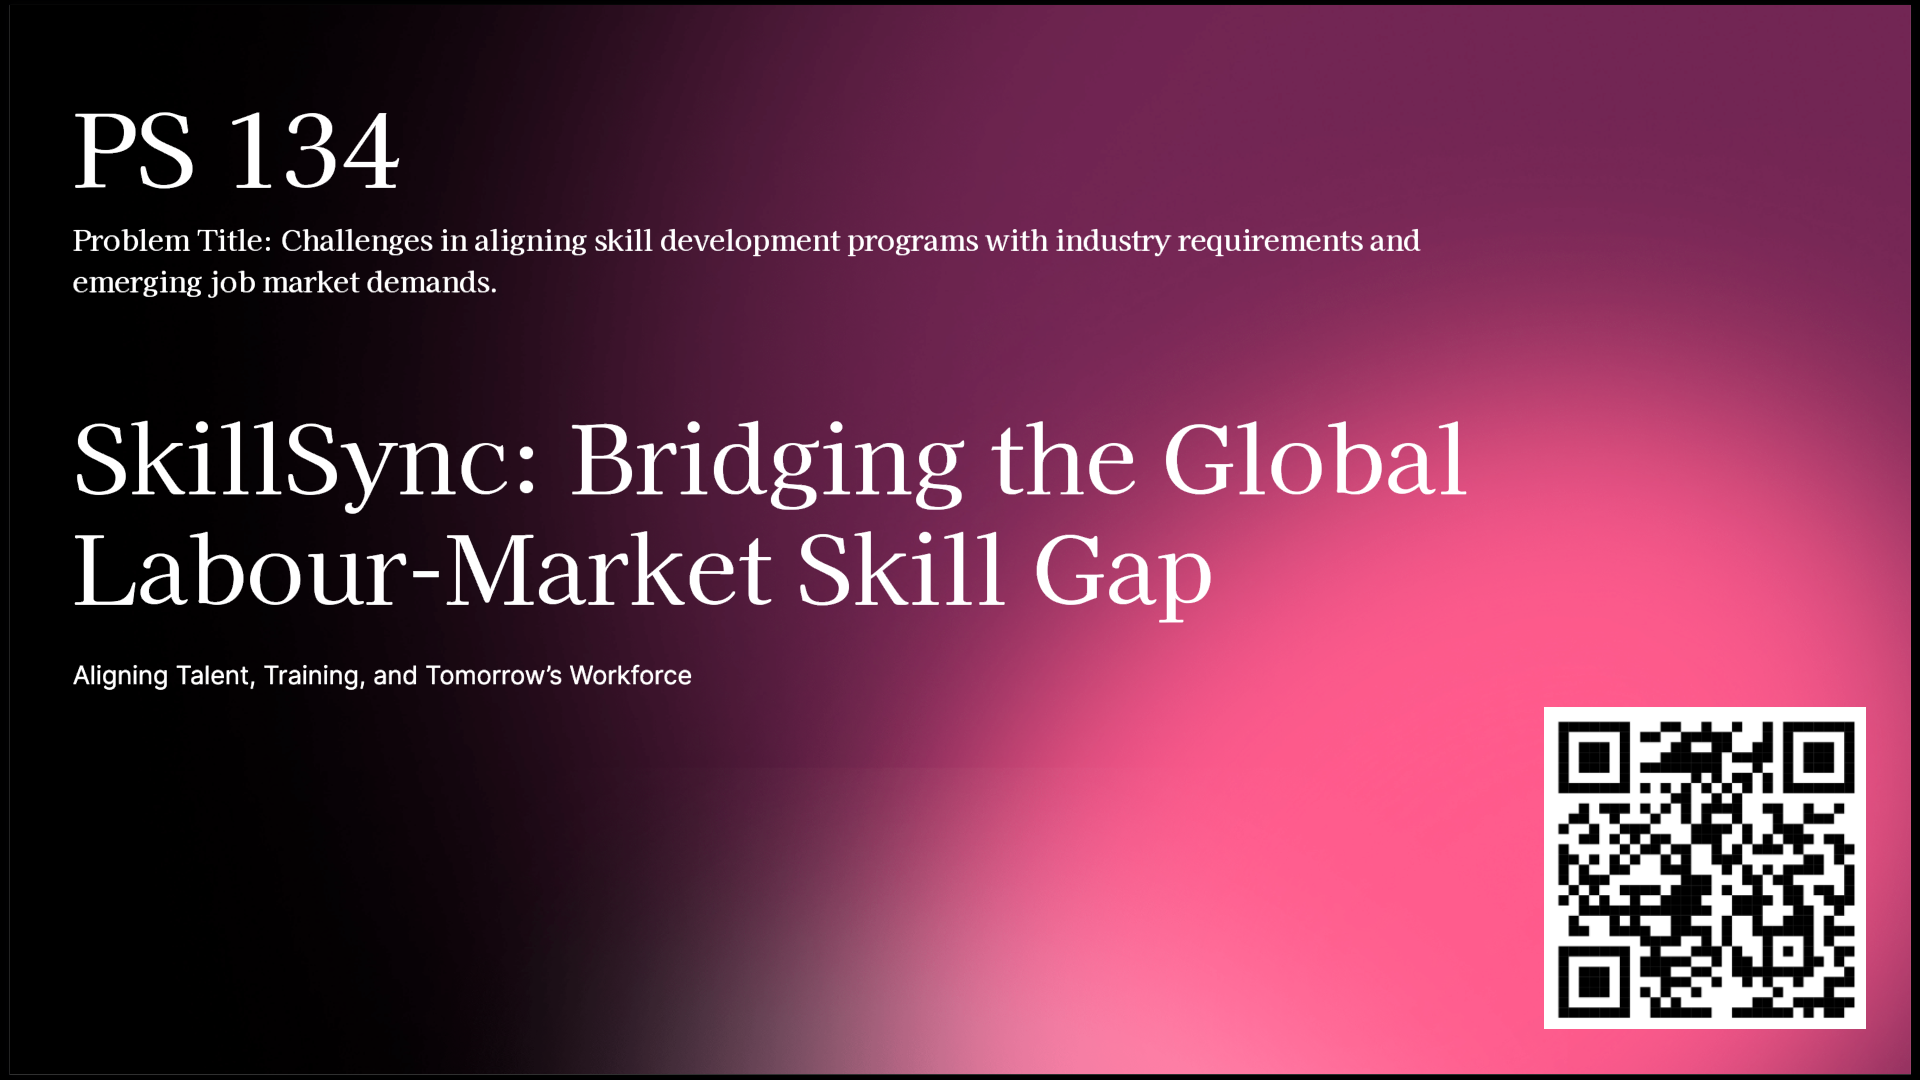 PS 134
Problem Title: Challenges in aligning skill development programs with industry requirements and
emerging job market demands.
SkillSync: Bridging the Global
Labour-Market Skill Gap
Aligning Talent, Training, and Tomorrow’s Workforce